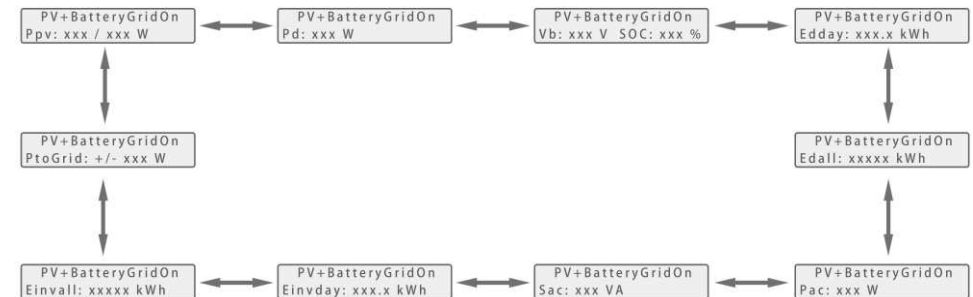 PV+BatteryGridOn
Ppv: xxx / xxx W
PV+BatteryGridOn
Pd: xxx W
PV+BatteryGridOn
Vb: xxx V SOC: xxx %
PV+BatteryGridOn
Edday: xxx.x kWh
PV+BatteryGridOn
PtoGrid: +/- xxx W
PV+BatteryGridOn
Edall: xxxxx kWh
PV+BatteryGridOn
Einvall: xxxxx kWh
PV+BatteryGridOn
Einvday: xxx.x kWh
PV+BatteryGridOn
Sac: xxx VA
PV+BatteryGridOn
Pac: xxx W